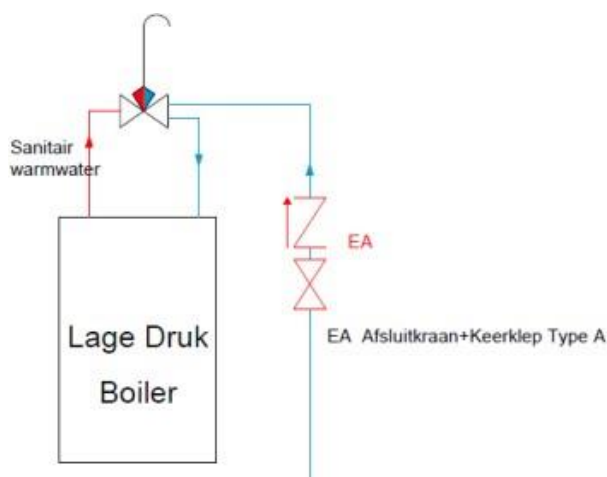 Sanitair
warmwater
EA
EA Afsluitkraan+Keerklep Type A
Lage Druk
Boiler